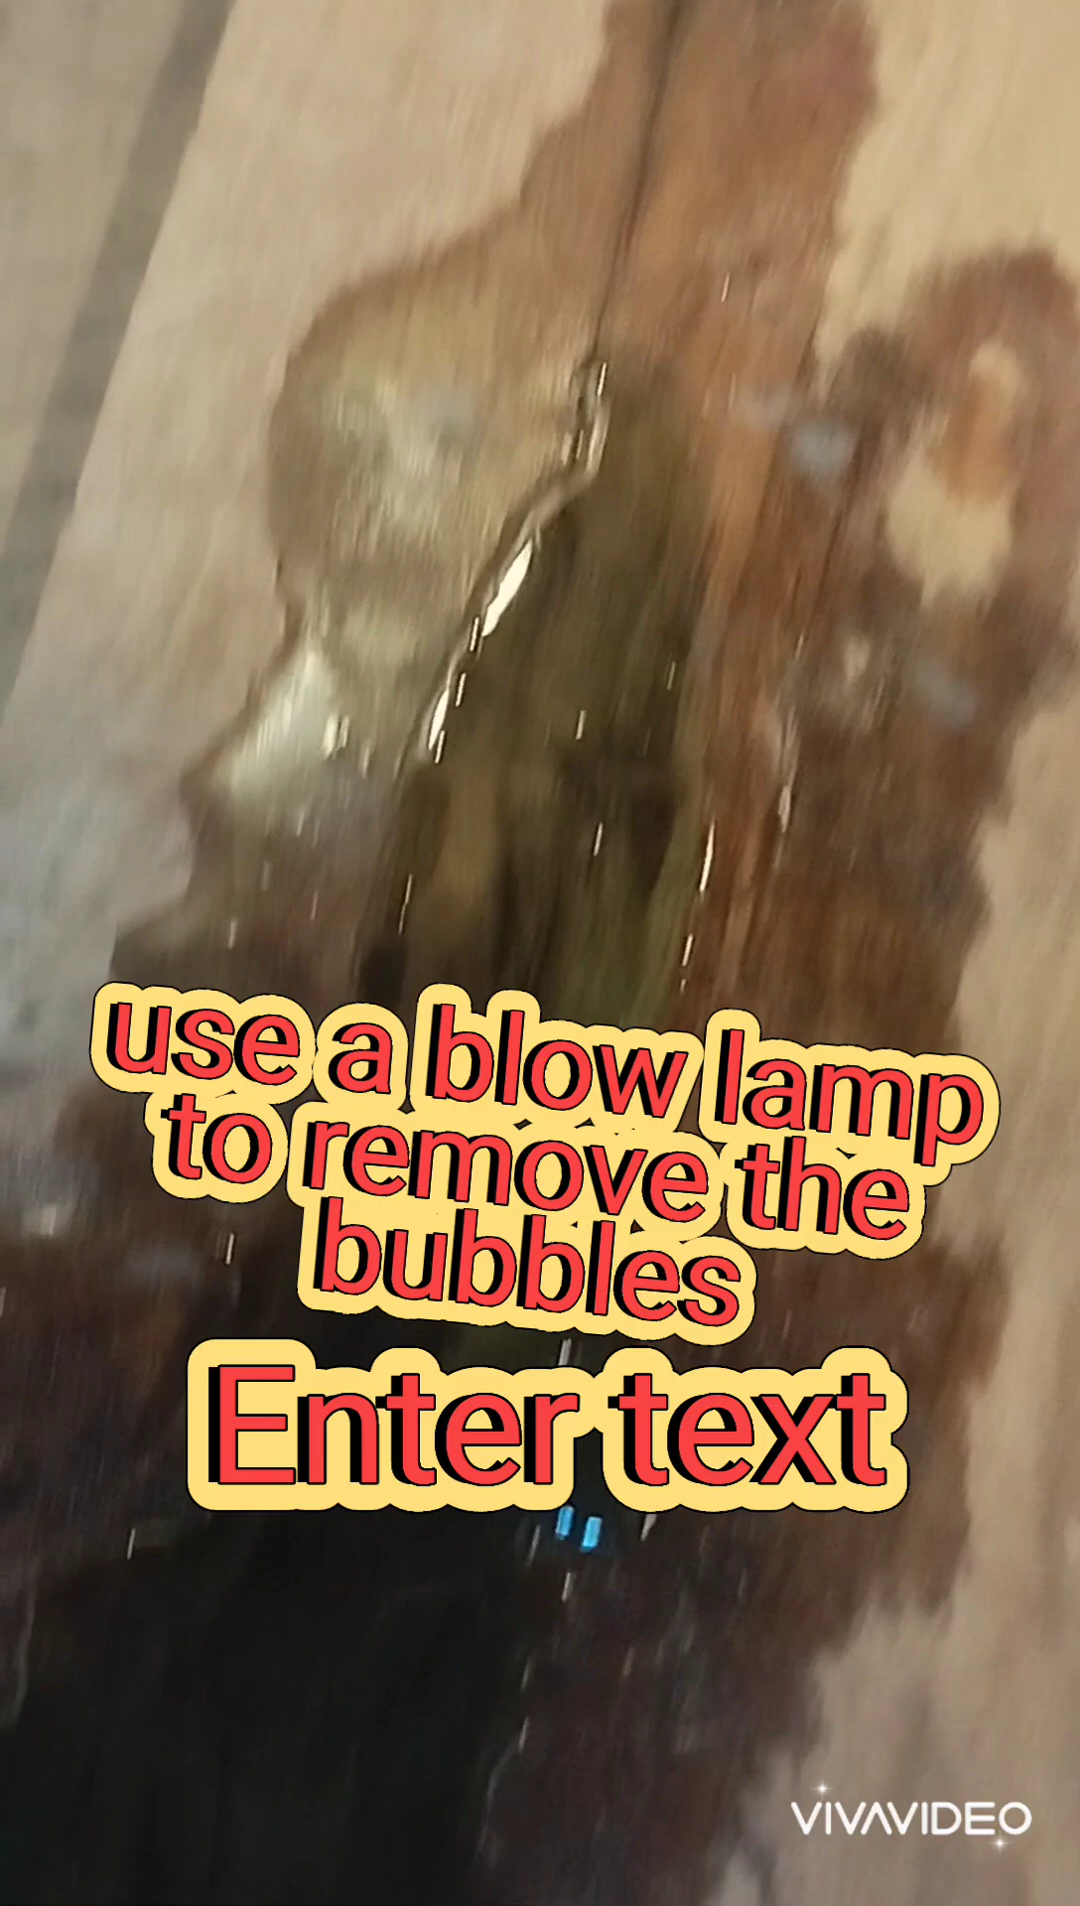 use a blow lamp
to remove the
bubbles
Enter text
VIVAVIDEO